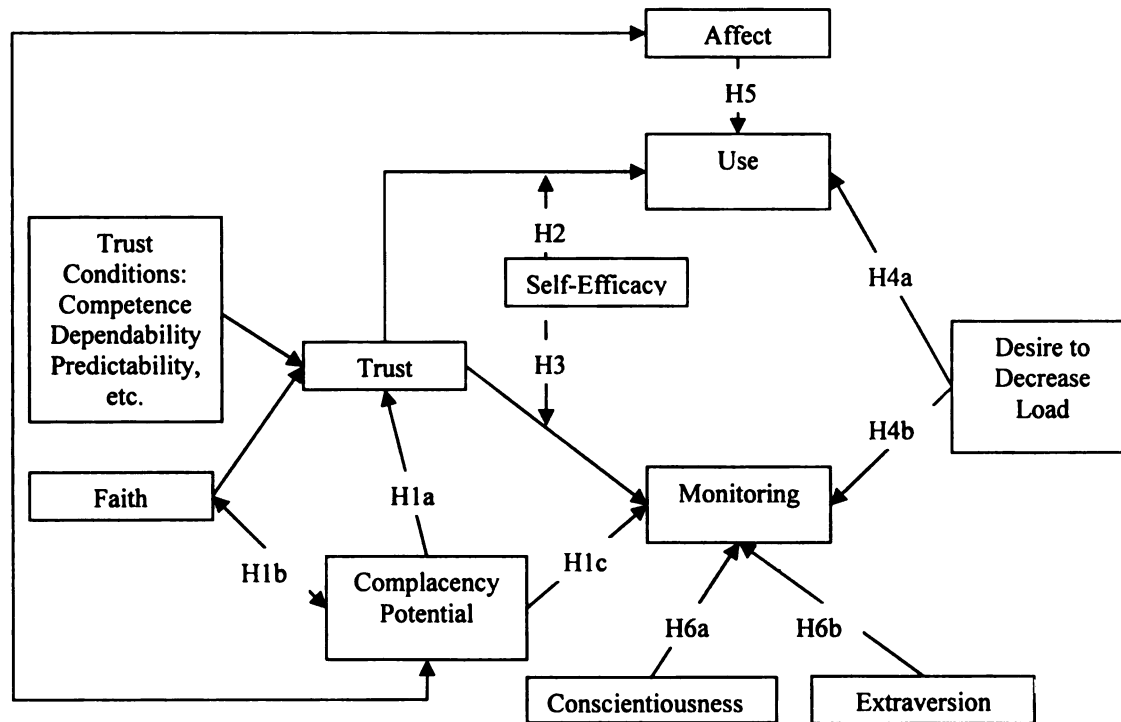 Affect
H5
Use
Trust
Conditions:
Competence
Dependability
Predictability,
etc.
H2
Self-Efficacy
H3
H4a
Trust
Desire to
Decrease
Load
H4b
Faith
H1a
Monitoring
H1b
H1c
Complacency
Potential
H6a
H6b
Conscientiousness
Extraversion